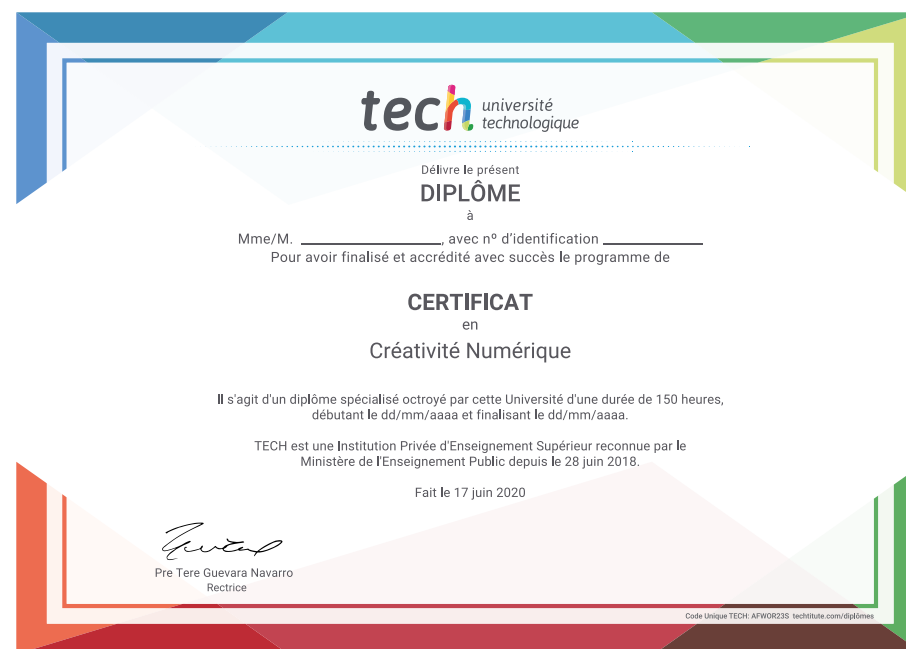 tech université
technologique
Délivre le présent
DIPLÔME
à
Mme/M. ____________________, avec nº d'identification ______________
Pour avoir finalisé et accrédité avec succès le programme de
CERTIFICAT
en
Créativité Numérique
Il s'agit d'un diplôme spécialisé octroyé par cette Université d'une durée de 150 heures,
débutant le dd/mm/aaaa et finalisant le dd/mm/aaaa.
TECH est une Institution Privée d'Enseignement Supérieur reconnue par le
Ministère de l'Enseignement Public depuis le 28 juin 2018.
Fait le 17 juin 2020
Pre Tere Guevara Navarro
Rectrice
Code Unique TECH: AFWOR23S techtitute.com/diplômes